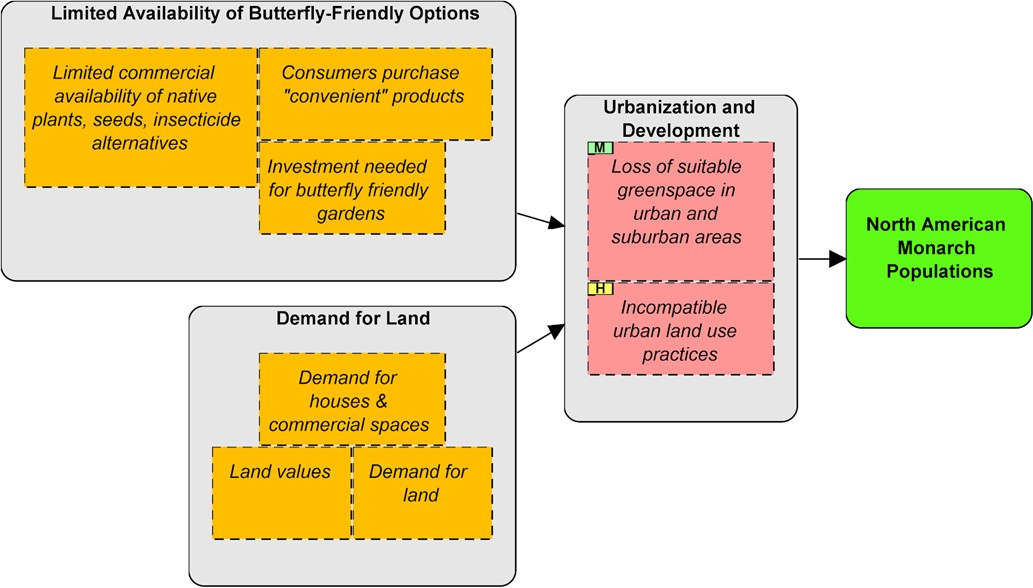 Limited Availability of Butterfly-Friendly Options
Limited commercial
availability of native
plants, seeds, insecticide
alternatives
Consumers purchase
"convenient" products
Investment needed
for butterfly friendly
gardens
Demand for Land
Demand for
houses &
commercial spaces
Land values
Demand for
land
Urbanization and
Development
M
Loss of suitable
greenspace in
urban and
suburban areas
H
Incompatible
urban land use
practices
North American
Monarch
Populations